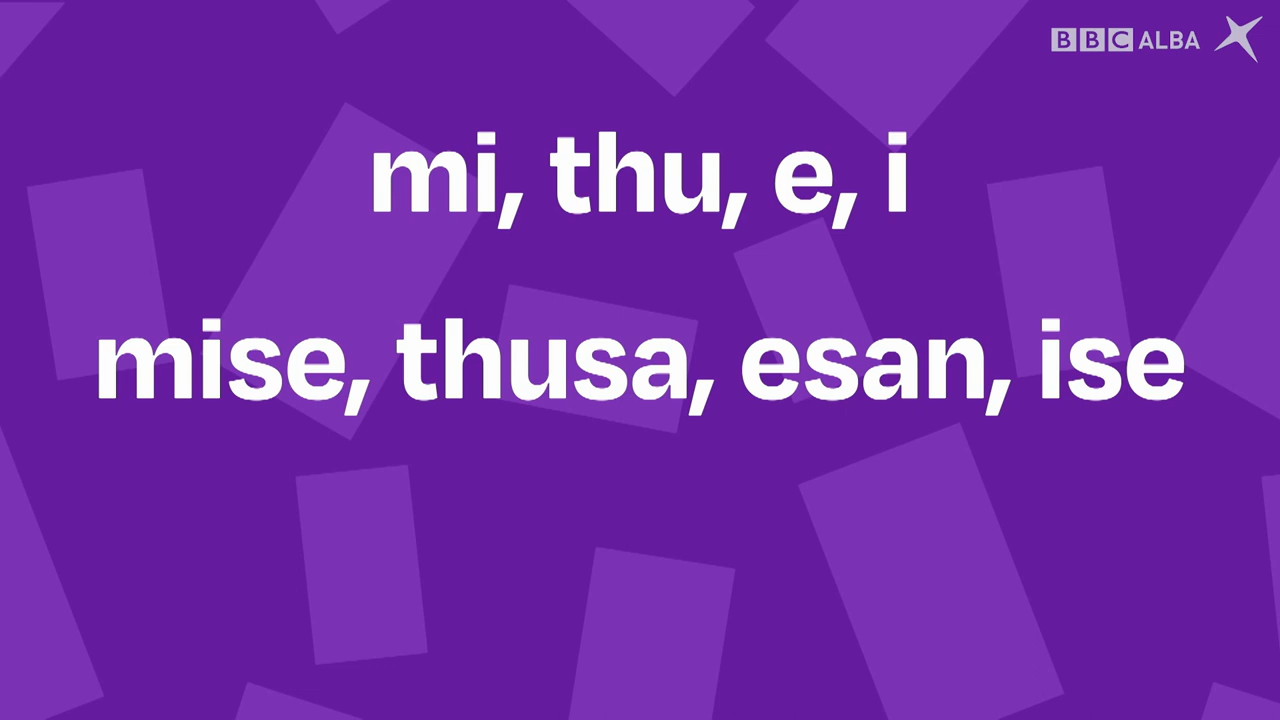 BBC ALBA
mi, thu, e, i
mise, thusa, esan, ise